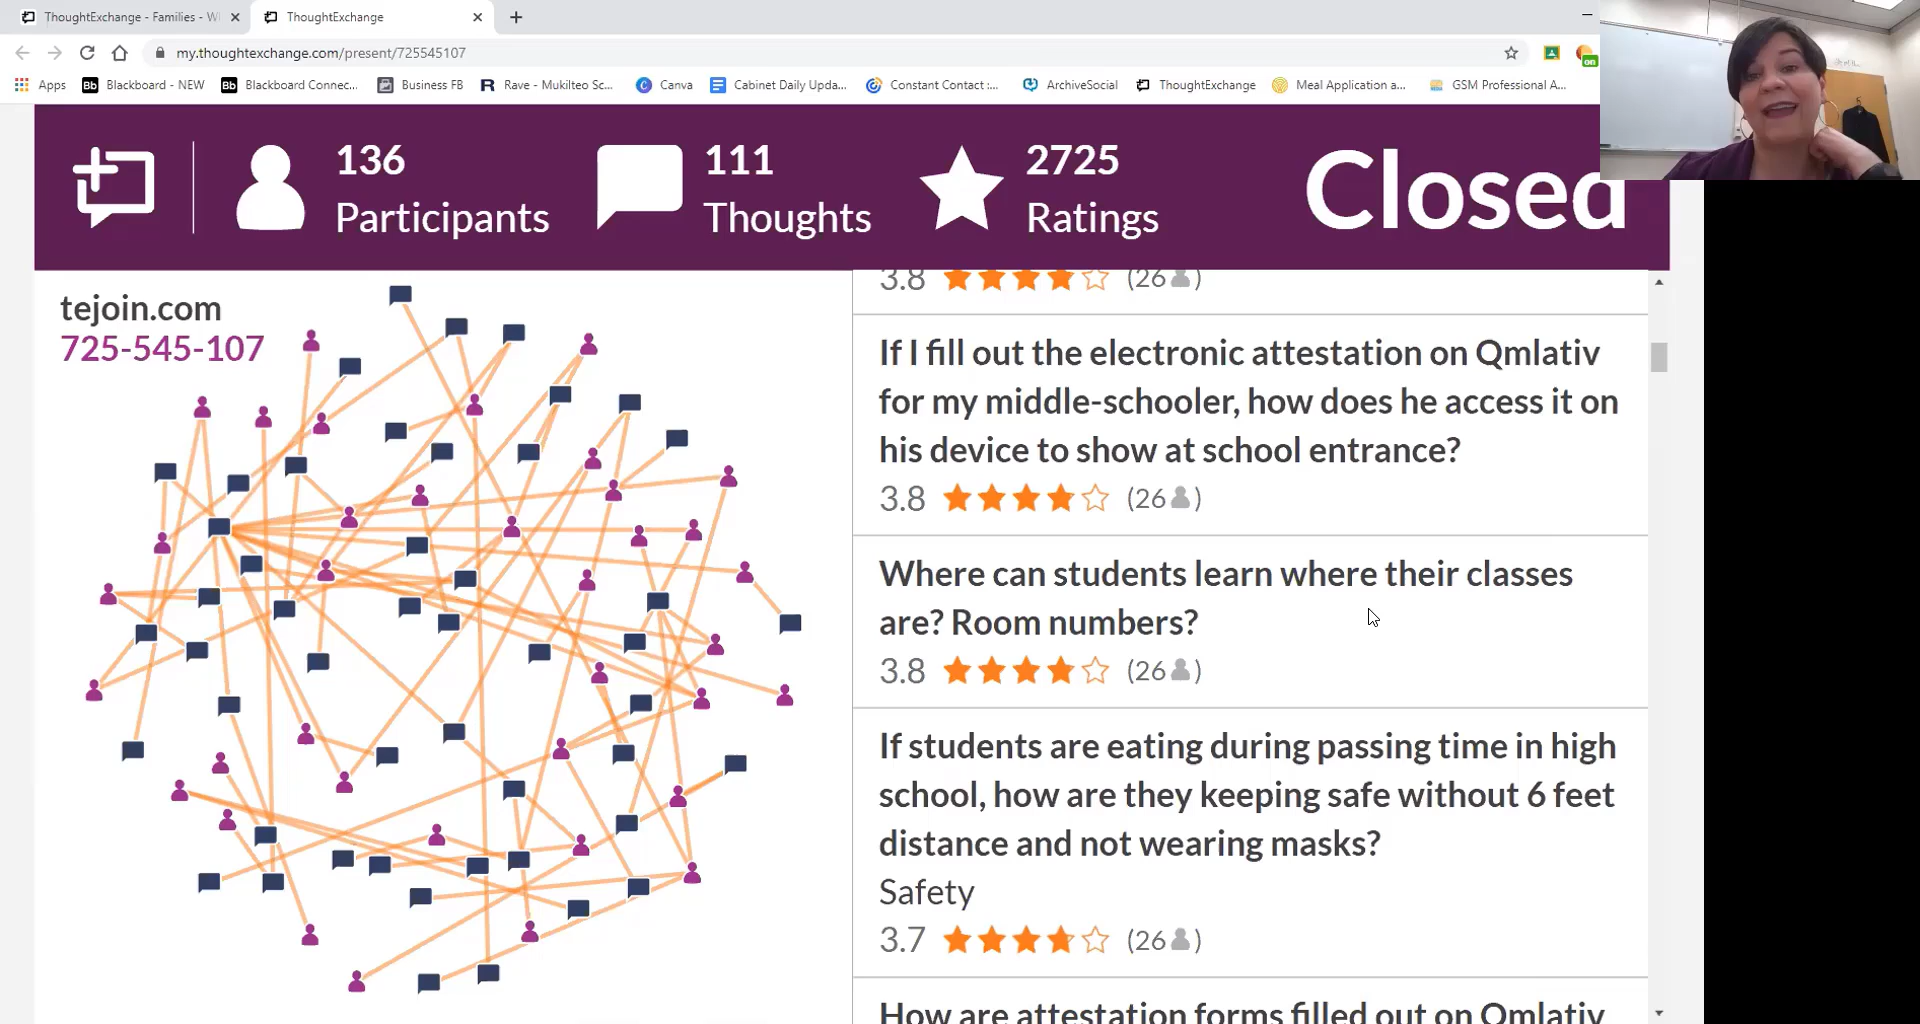 ThoughtExchange - Families - W
ThoughtExchange
my.thoughtexchange.com/present/725545107
Apps
Bb Blackboard - NEW
Bb Blackboard Connec...
Business FB
R Rave - Mukilteo Sc...
C Canva
Cabinet Daily Upda...
Constant Contact :...
ArchiveSocial
ThoughtExchange
Meal Application a...
GSM Professional A...
on
136
Participants
111
Thoughts
2725
Ratings
Closed
tejoin.com
725-545-107
3.8 (26)
If I fill out the electronic attestation on Qmlativ
for my middle-schooler, how does he access it on
his device to show at school entrance?
3.8 (26)
Where can students learn where their classes
are? Room numbers?
3.8 (26)
If students are eating during passing time in high
school, how are they keeping safe without 6 feet
distance and not wearing masks?
Safety
3.7 (26)
How are attestation forms filled out on Qmlativ